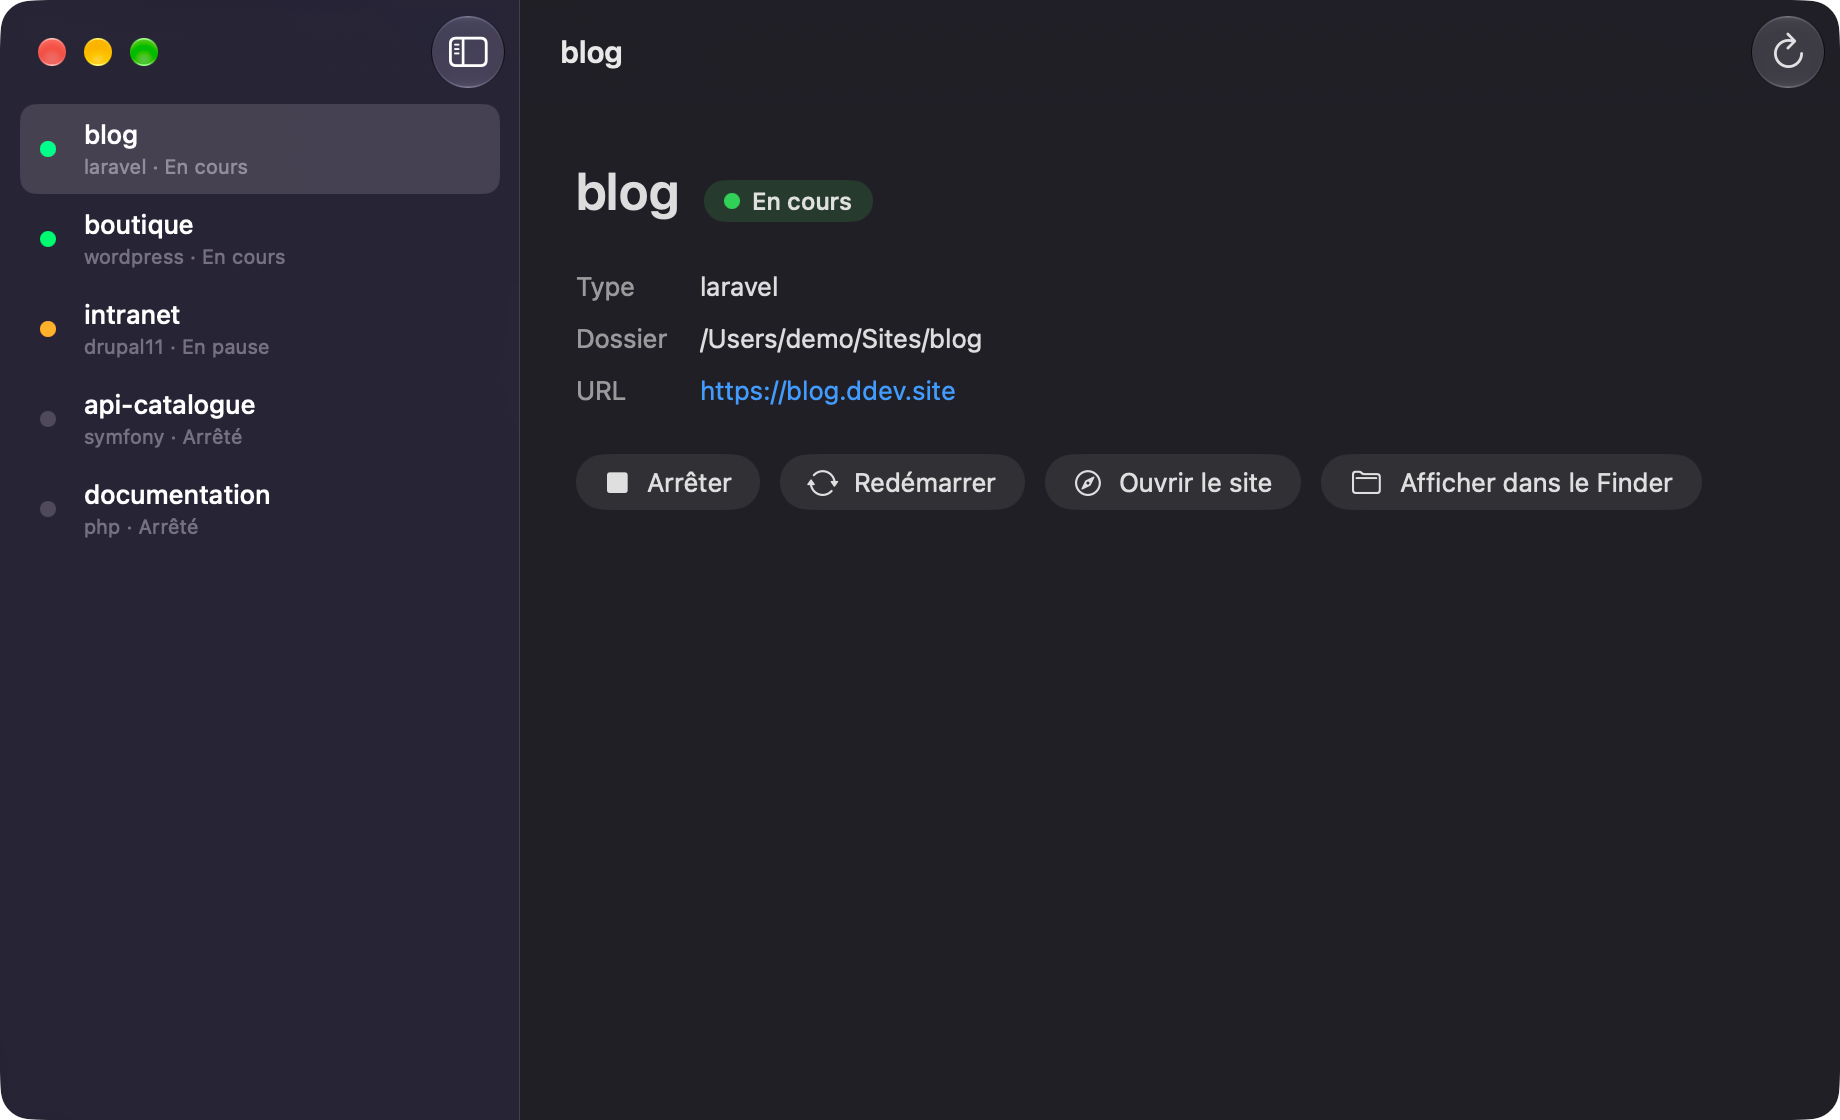 blog
laravel · En cours
boutique
wordpress · En cours
intranet
drupal11 · En pause
api-catalogue
symfony · Arrêté
documentation
php · Arrêté
blog
blog
En cours
Type laravel
Dossier /Users/demo/Sites/blog
URL https://blog.ddev.site
Arrêter Redémarrer Ouvrir le site Afficher dans le Finder